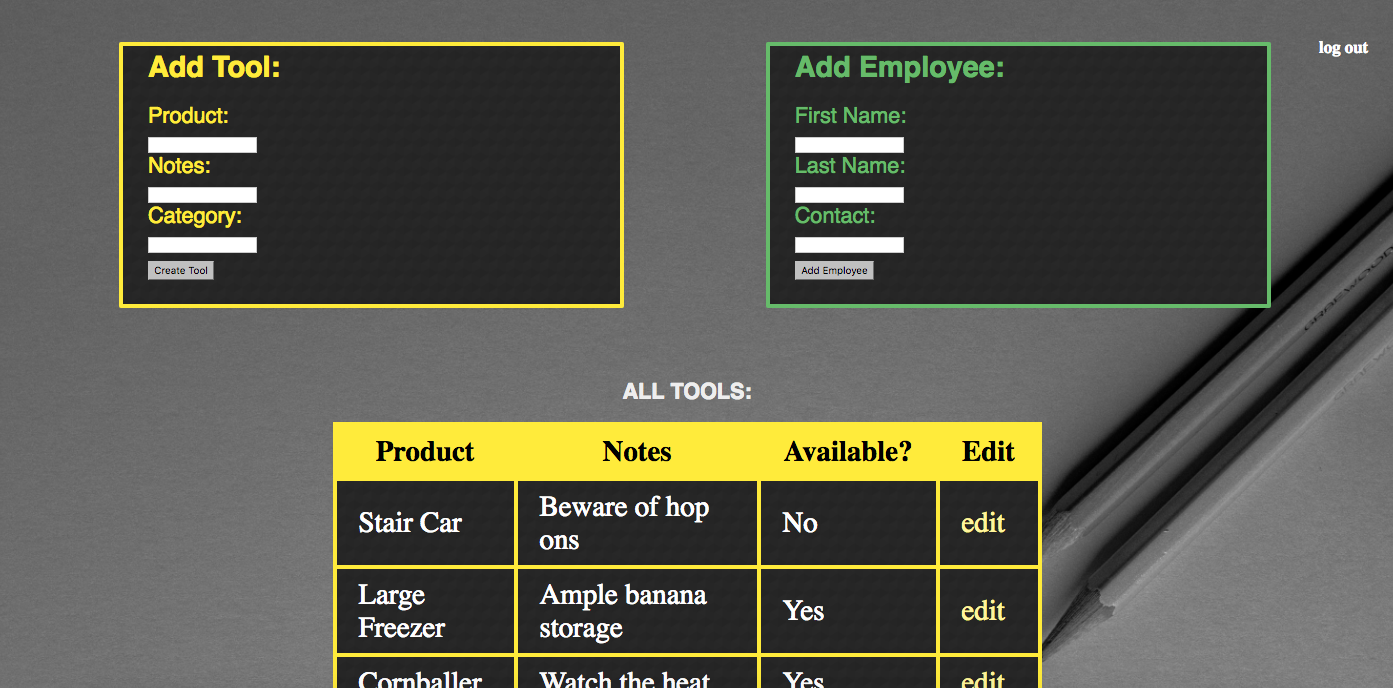 log out
Add Tool:
Product:
Notes:
Category:
Create Tool
Add Employee:
First Name:
Last Name:
Contact:
Add Employee
ALL TOOLS:
Product Notes Available? Edit
Stair Car Beware of hop ons No edit
Large Freezer Ample banana storage Yes edit
Cornballer Watch the heat Yes edit